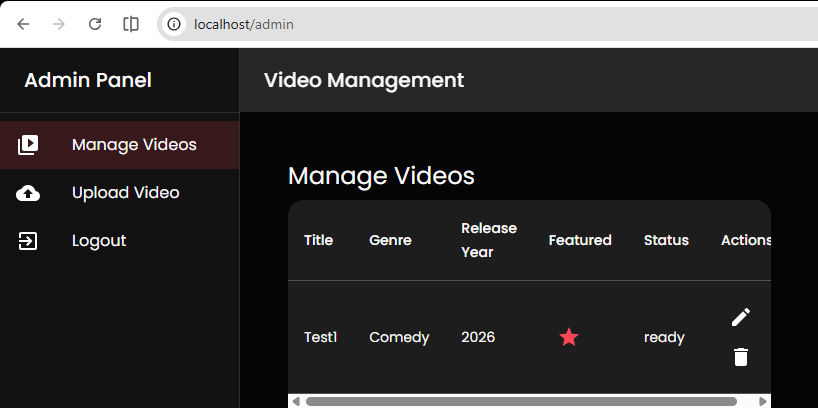 localhost/admin
Admin Panel
Video Management
Manage Videos
Upload Video
Logout
Manage Videos
Title Genre Release Year Featured Status Actions
Test1 Comedy 2026 ready